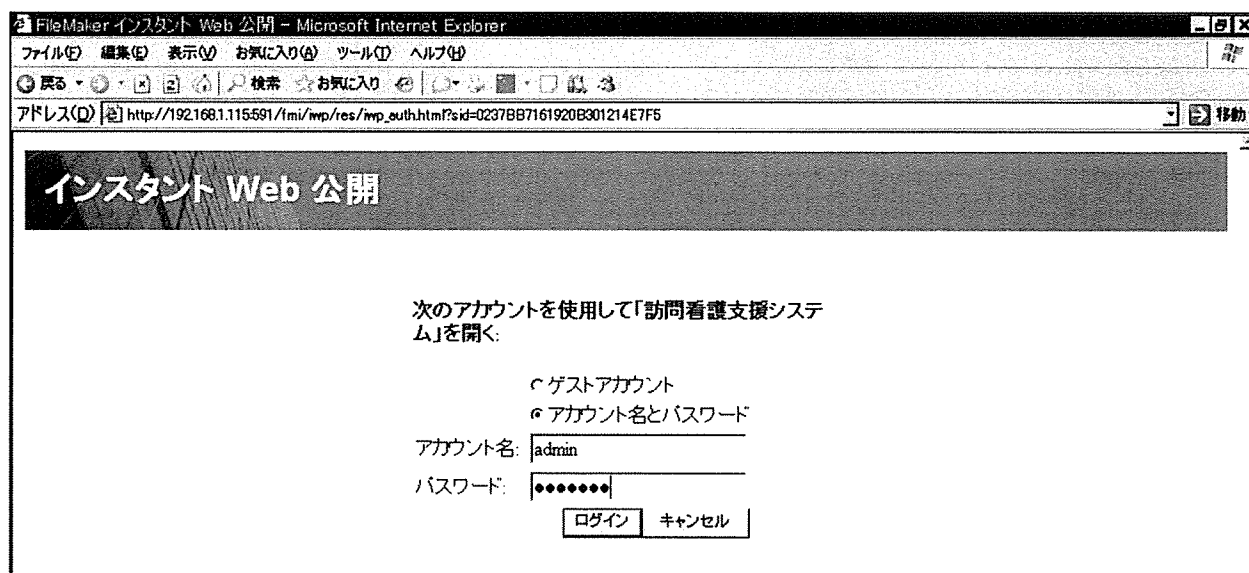 FileMaker インスタント Web 公開 - Microsoft Internet Explorer
ファイル(F) 編集(E) 表示(V) お気に入り(A) ツール(T) ヘルプ(H)
戻る 検索 お気に入り
アドレス(D) http://192.168.1.115:591/fmi/iwp/res/iwp_auth.html?sid=0237BB7161920B301214E7F5 移動
インスタント Web 公開
次のアカウントを使用して「訪問看護支援システ
ム」を開く:
ゲストアカウント
アカウント名とパスワード
アカウント名: admin
パスワード: ●●●●●●●
ログイン キャンセル